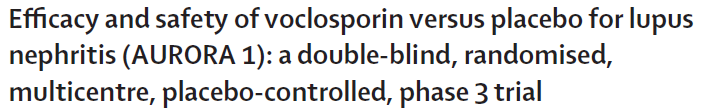 Efficacy and safety of voclosporin versus placebo for lupus
nephritis (AURORA 1): a double-blind, randomised,
multicentre, placebo-controlled, phase 3 trial